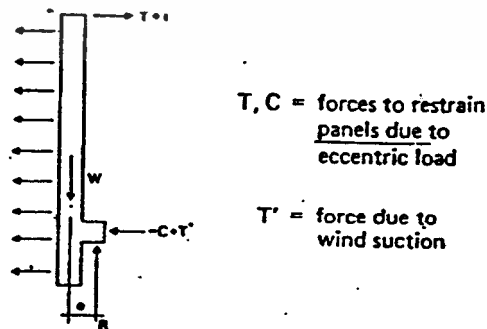 T +
T, C = forces to restrain
panels due to
eccentric load
W
-C+T'
T' = force due to
wind suction
e
R